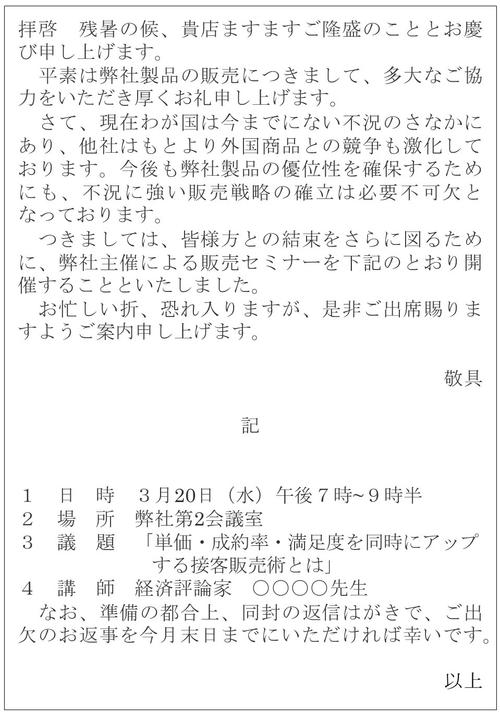 拝啓　残暑の候、貴店ますますご隆盛のこととお慶
び申し上げます。
　平素は弊社製品の販売につきまして、多大なご協
力をいただき厚くお礼申し上げます。
　さて、現在わが国は今までにない不況のさなかに
あり、他社はもとより外国商品との競争も激化して
おります。今後も弊社製品の優位性を確保するため
にも、不況に強い販売戦略の確立は必要不可欠と
なっております。
　つきましては、皆様方との結束をさらに図るため
に、弊社主催による販売セミナーを下記のとおり開
催することといたしました。
　お忙しい折、恐れ入りますが、是非ご出席賜りま
すようご案内申し上げます。
敬具
記
１　日　時　３月20日（水）午後７時~９時半
２　場　所　弊社第2会議室
３　議　題　「単価・成約率・満足度を同時にアップ
する接客販売術とは」
４　講　師　経済評論家　○○○○先生
　なお、準備の都合上、同封の返信はがきで、ご出
欠のお返事を今月末日までにいただければ幸いです。
以上